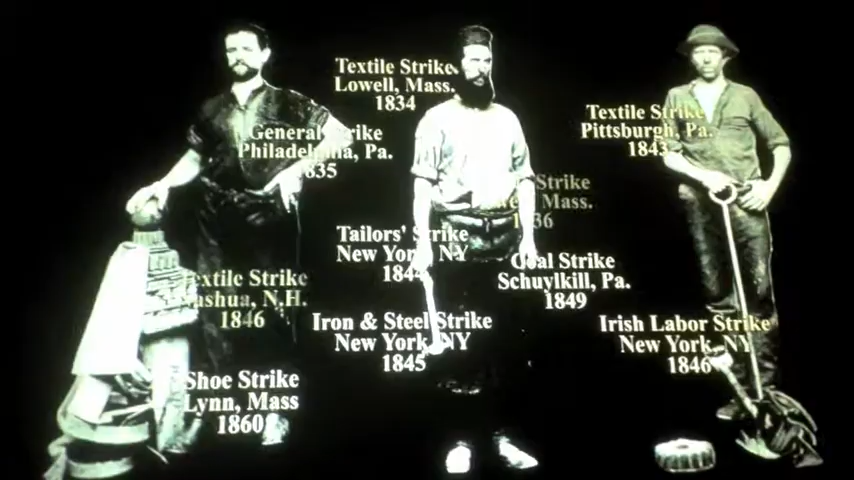 Textile Strike
Lowell, Mass.
1834
General Strike
Philadelphia, Pa.
1835
Textile Strike
Pittsburgh, Pa.
1843
Strike
Mass.
Tailors' Strike
New York, NY
1844
Coal Strike
Schuylkill, Pa.
1849
Textile Strike
Nashua, N.H.
1846
Iron & Steel Strike
New York, NY
1845
Irish Labor Strike
New York, NY
1846
Shoe Strike
Lynn, Mass
1860